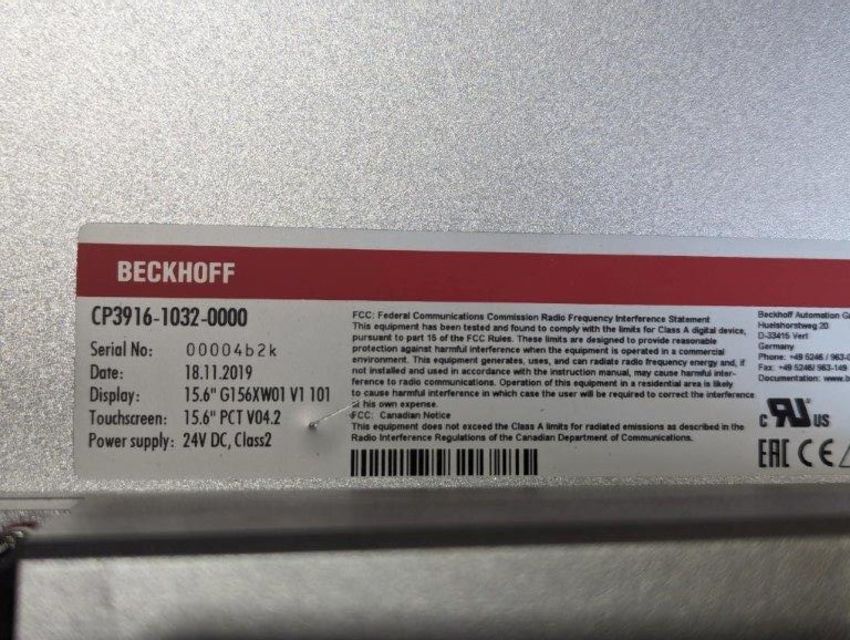 BECKHOFF
CP3916-1032-0000
Serial No: 00004b2k
Date: 18.11.2019
Display: 15.6" G156XW01 V1 101
Touchscreen: 15.6" PCT V04.2
Power supply: 24V DC, Class2
FCC: Federal Communications Commission Radio Frequency Interference Statement
This equipment has been tested and found to comply with the limits for Class A digital device,
pursuant to part 15 of the FCC Rules. These limits are designed to provide reasonable
protection against harmful interference when the equipment is operated in a commercial
environment. This equipment generates, uses, and can radiate radio frequency energy and, if
not installed and used in accordance with the instruction manual, may cause harmful inter-
ference to radio communications. Operation of this equipment in a residential area is likely
to cause harmful interference in which case the user will be required to correct the interference
at his own expense.
FCC: Canadian Notice
This equipment does not exceed the Class A limits for radiated emissions as described in the
Radio Interference Regulations of the Canadian Department of Communications.
Beckhoff Automation
Huelshorstweg 20
D-33415 Verl
Germany
Phone: +49 5246 / 963-
Fax: +49 5246/ 963-149
Documentation:
c RU US
EAC CE